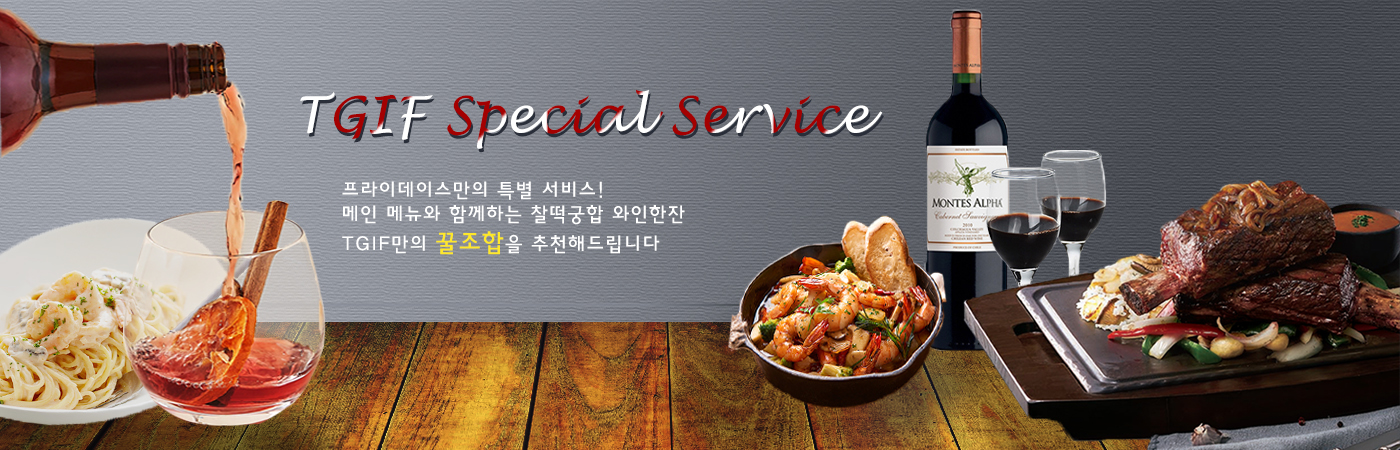 TGIF Special Service
프라이데이스만의 특별 서비스!
메인 메뉴와 함께하는 찰떡궁합 와인한잔
TGIF만의 꿀조합을 추천해드립니다
MONTES ALPHA
Cabernet Sauvignon